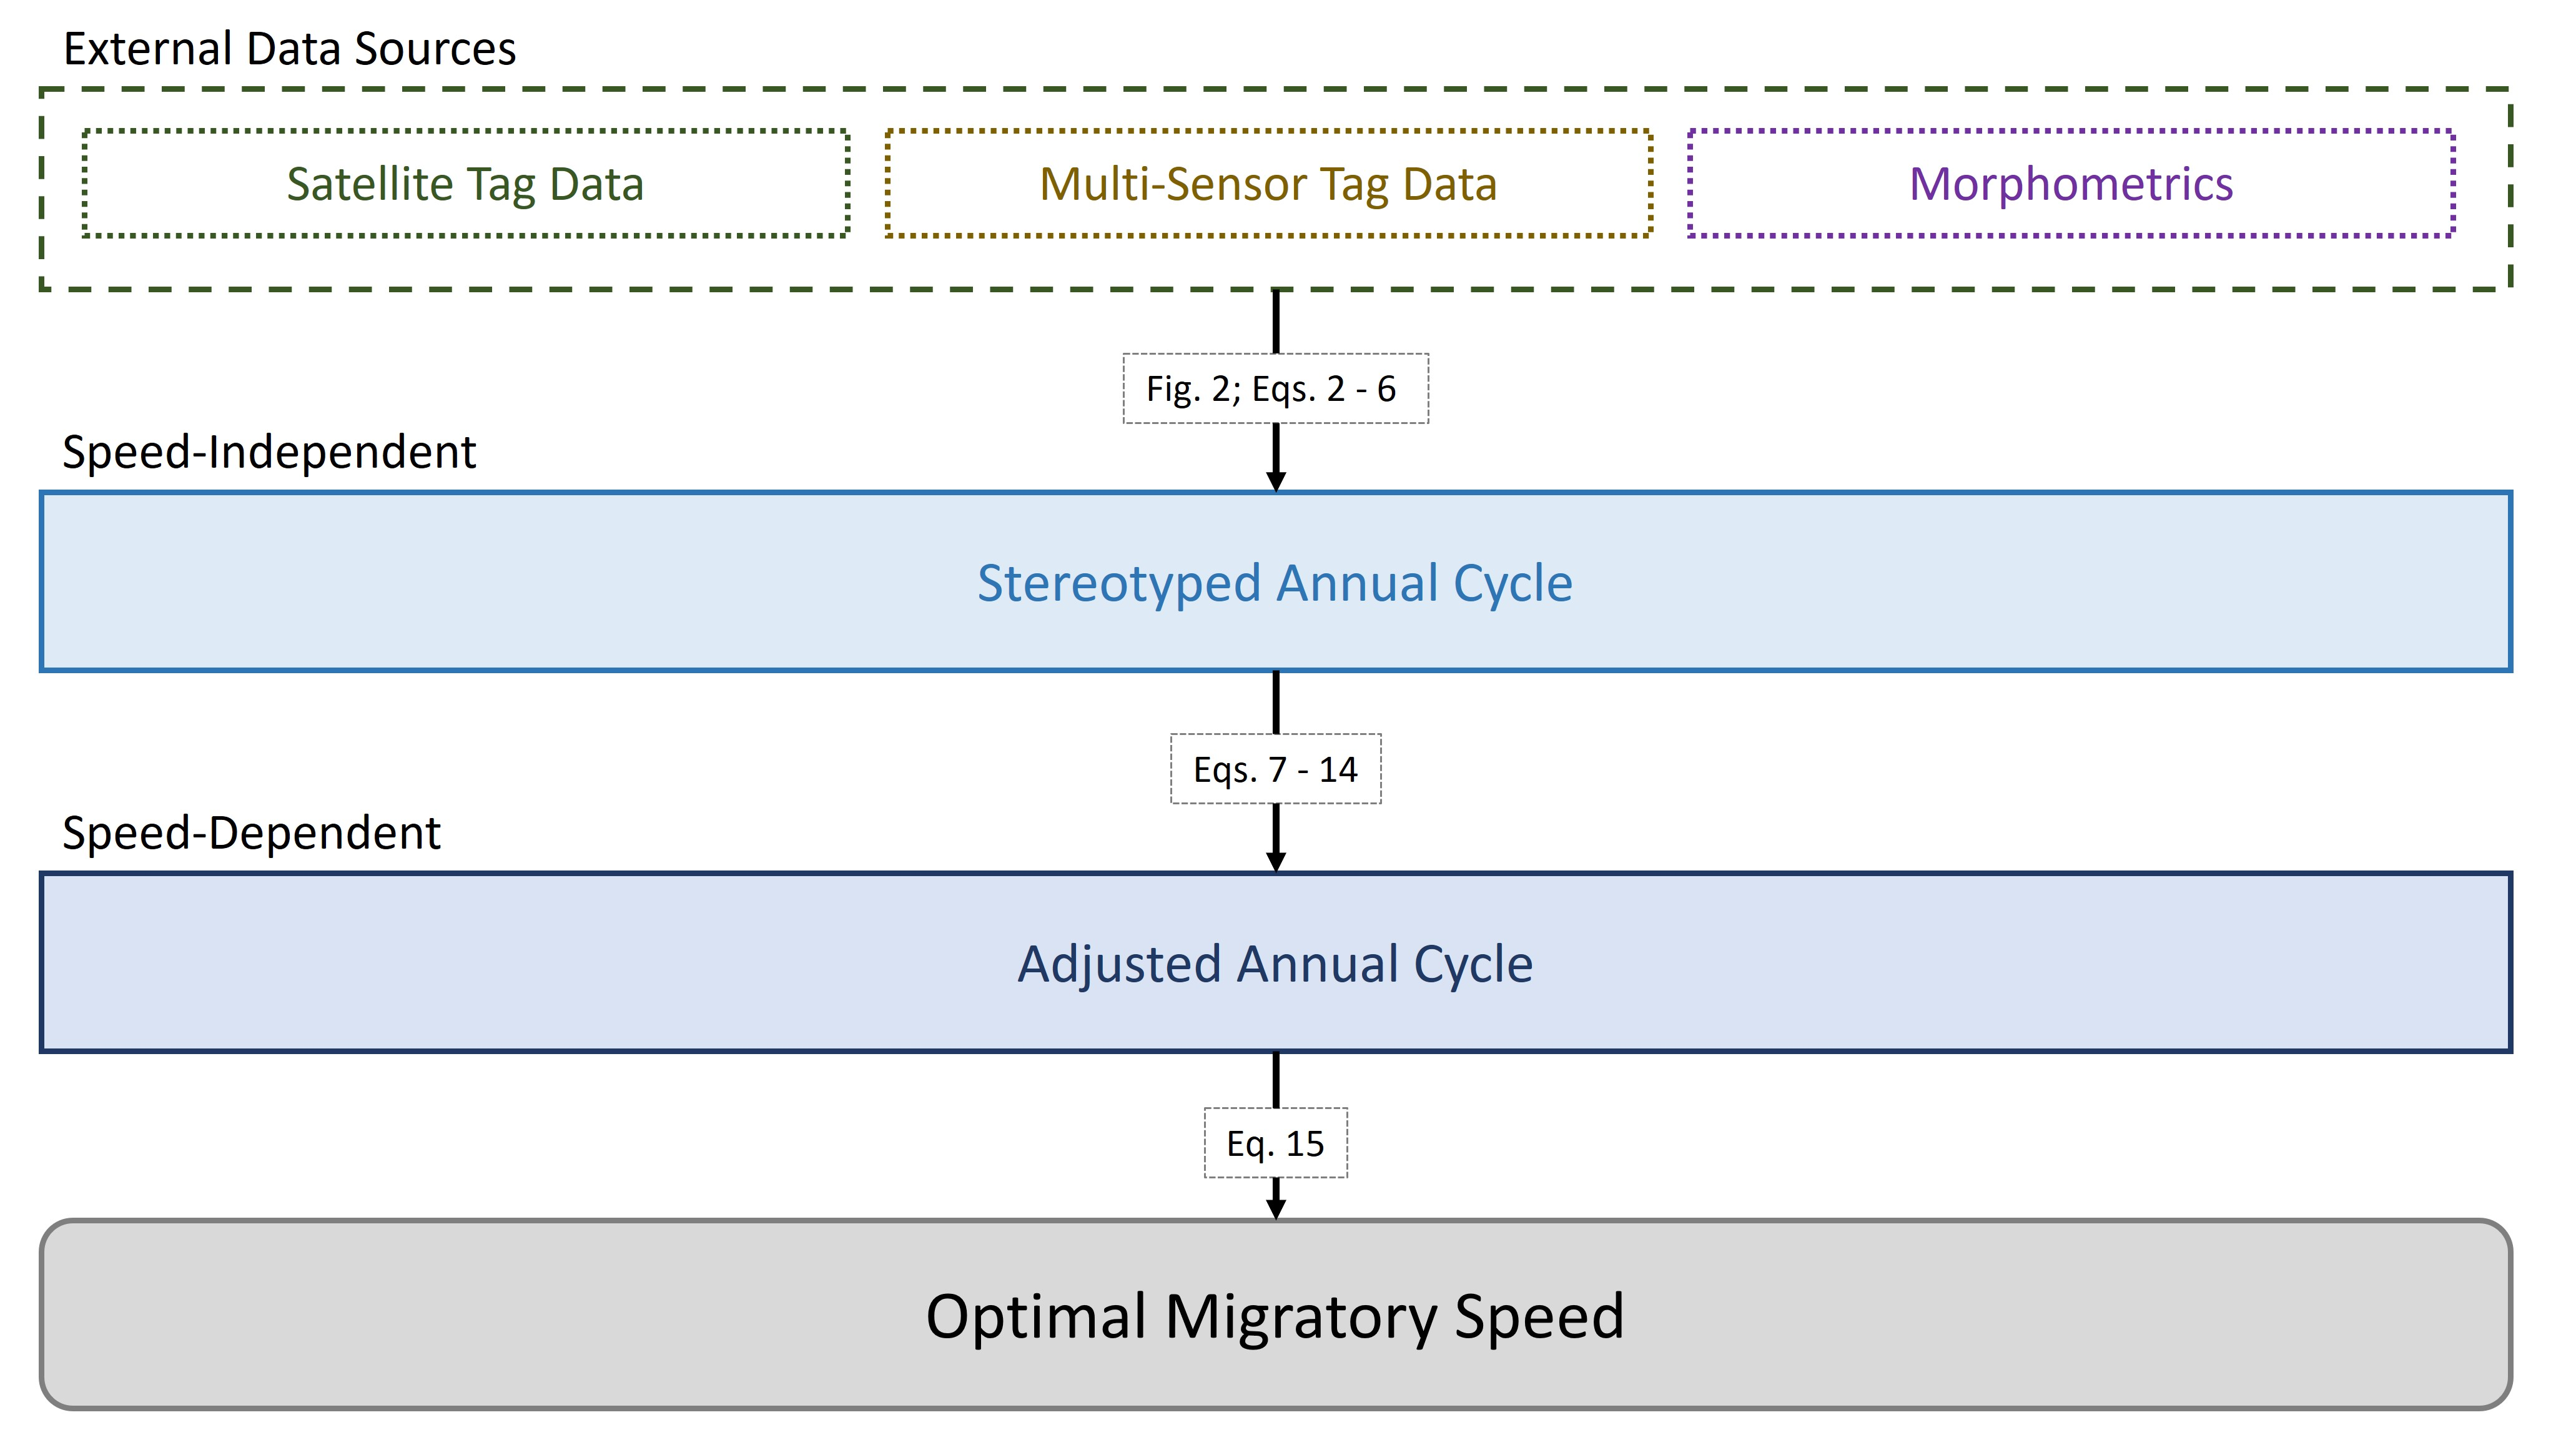 External Data Sources
Satellite Tag Data
Multi-Sensor Tag Data
Morphometrics
Fig. 2; Eqs. 2 - 6
Speed-Independent
Stereotyped Annual Cycle
Eqs. 7 - 14
Speed-Dependent
Adjusted Annual Cycle
Eq. 15
Optimal Migratory Speed